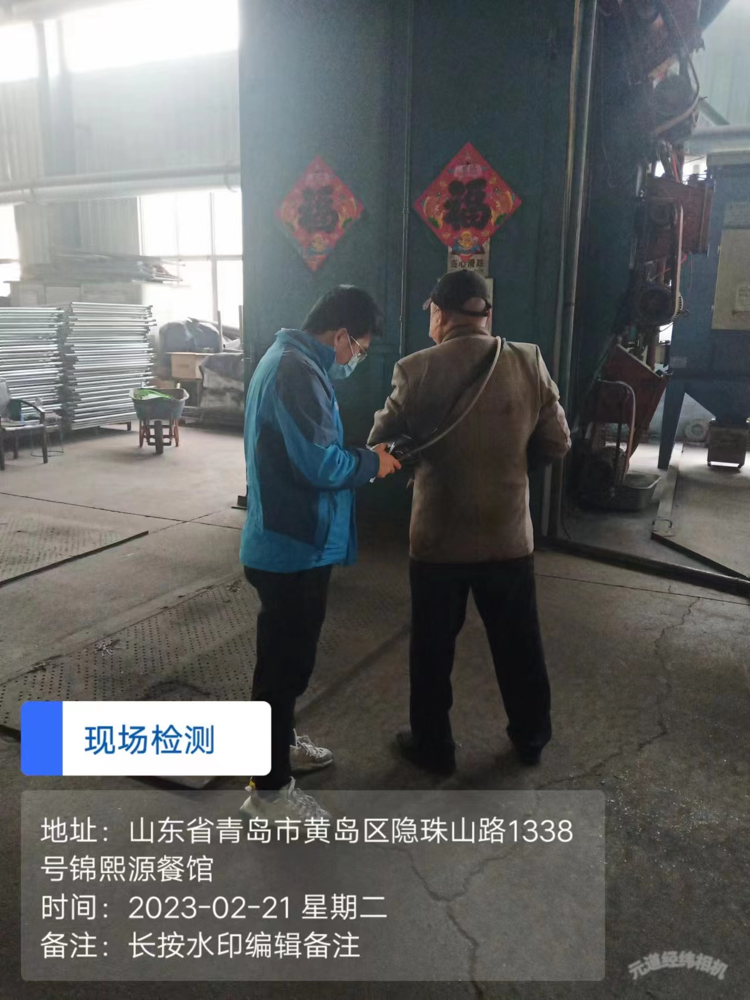 福
福
当心滑跌
现场检测
地址：山东省青岛市黄岛区隐珠山路1338
号锦熙源餐馆
时间：2023-02-21 星期二
备注：长按水印编辑备注
元道经纬相机